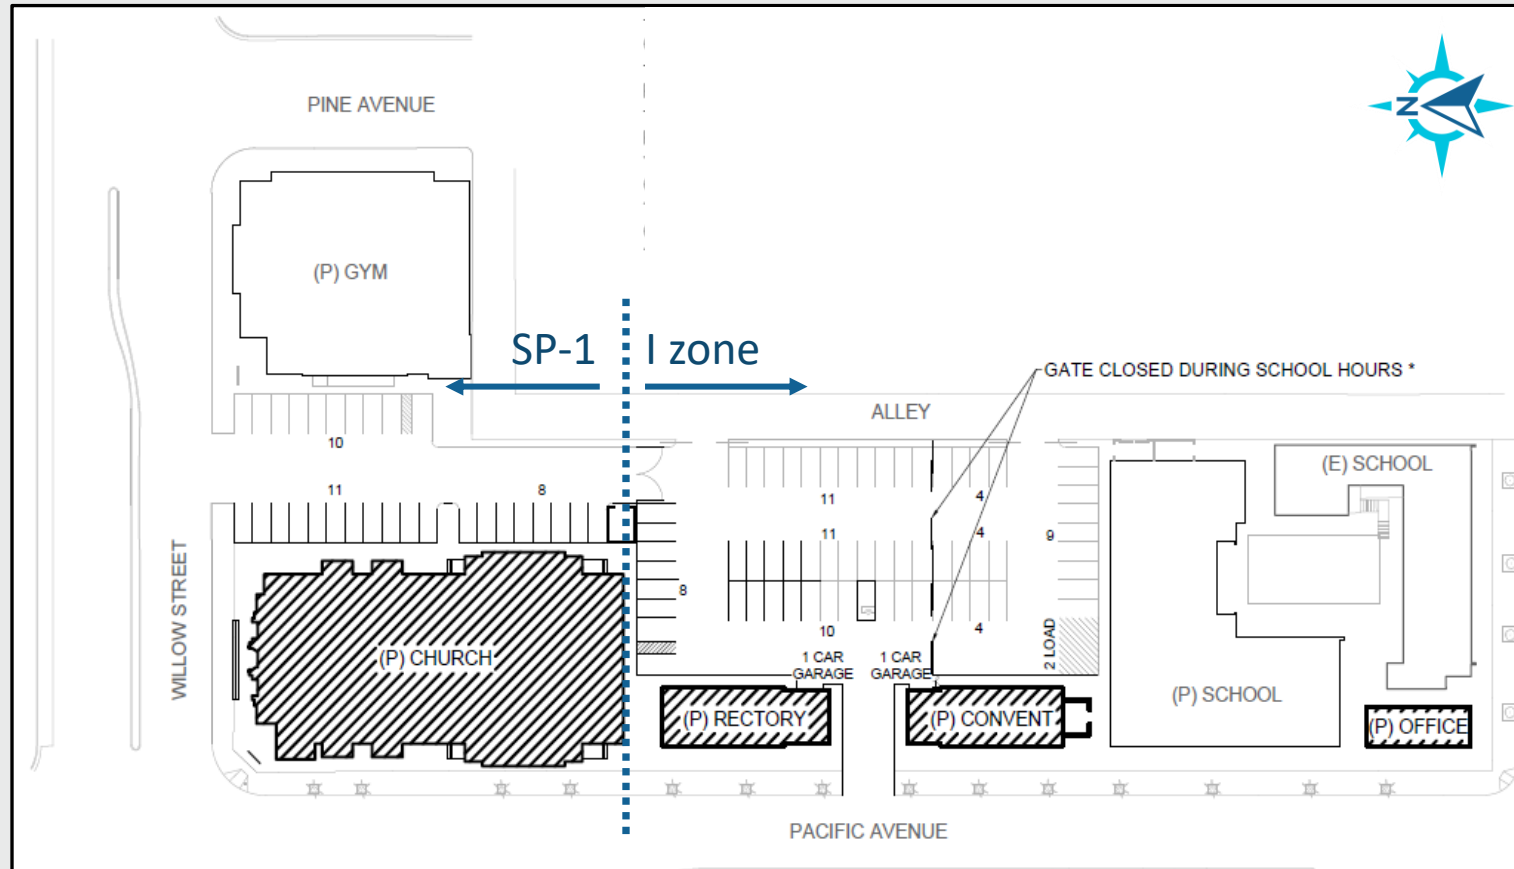 PINE AVENUE
N
(P) GYM
SP-1
I zone
GATE CLOSED DURING SCHOOL HOURS *
ALLEY
10
(E) SCHOOL
11
8
11
4
11
4
9
WILLOW STREET
8
10
4
2 LOAD
(P) CHURCH
1 CAR
GARAGE
1 CAR
GARAGE
(P) SCHOOL
(P) RECTORY
(P) CONVENT
(P) OFFICE
PACIFIC AVENUE